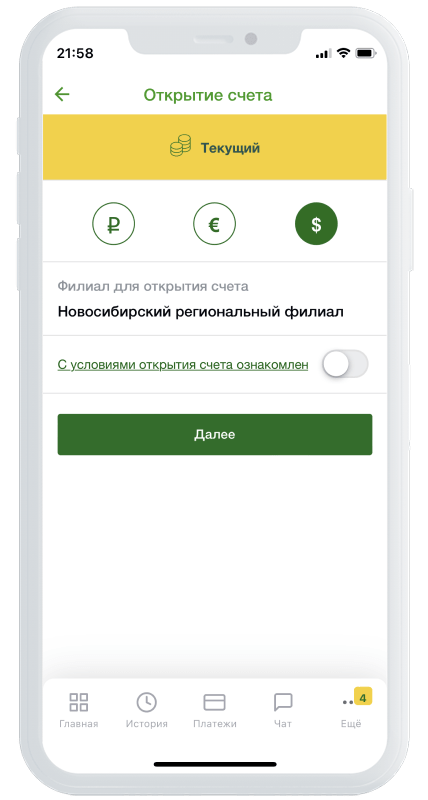 21:58
Открытие счета
Текущий
₽ € $
Филиал для открытия счета
Новосибирский региональный филиал
С условиями открытия счета ознакомлен
Далее
4
Главная История Платежи Чат Ещё